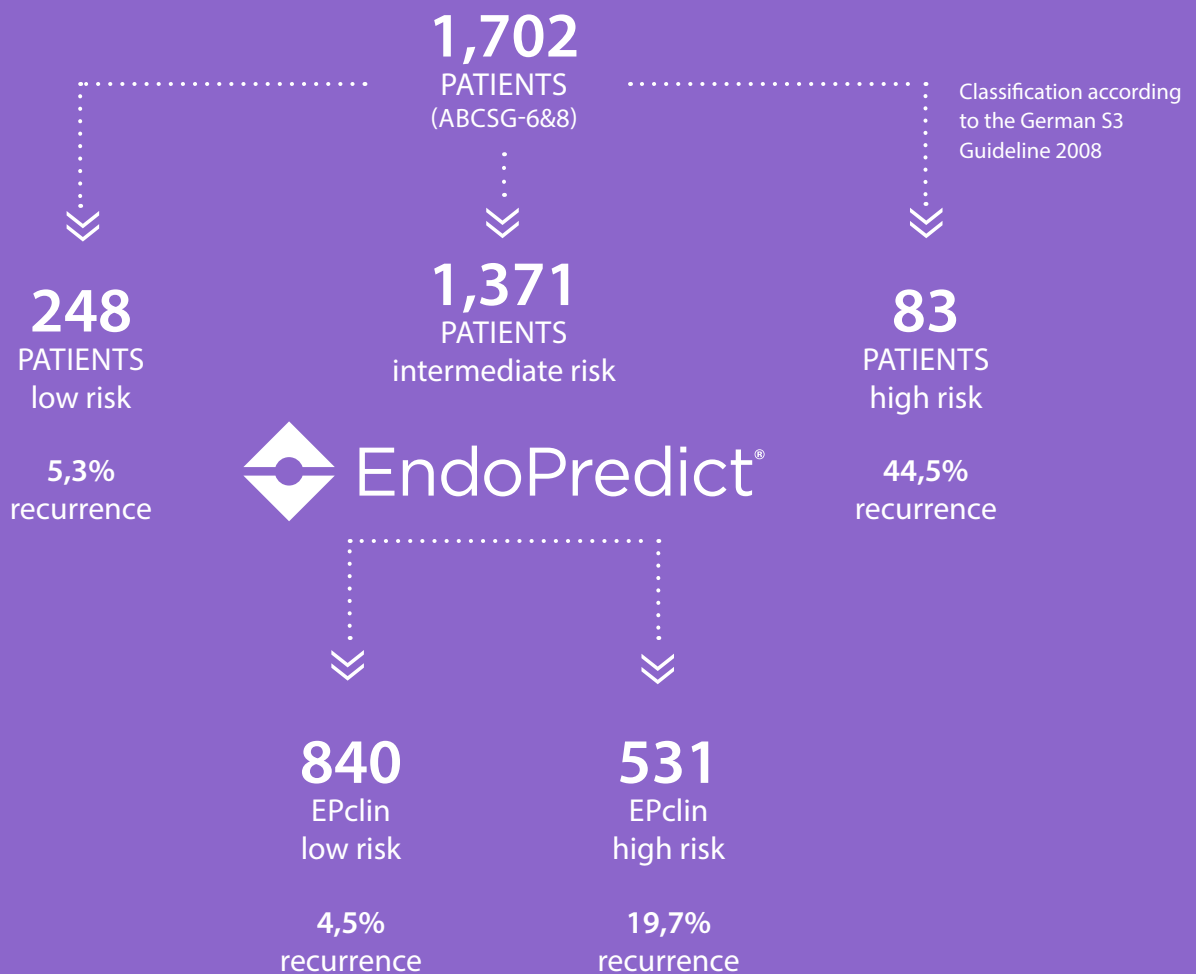 1,702
PATIENTS
(ABCSG-6&8)
Classification according
to the German S3
Guideline 2008
248
PATIENTS
low risk
5,3%
recurrence
1,371
PATIENTS
intermediate risk
83
PATIENTS
high risk
44,5%
recurrence
EndoPredict®
840
EPclin
low risk
4,5%
recurrence
531
EPclin
high risk
19,7%
recurrence